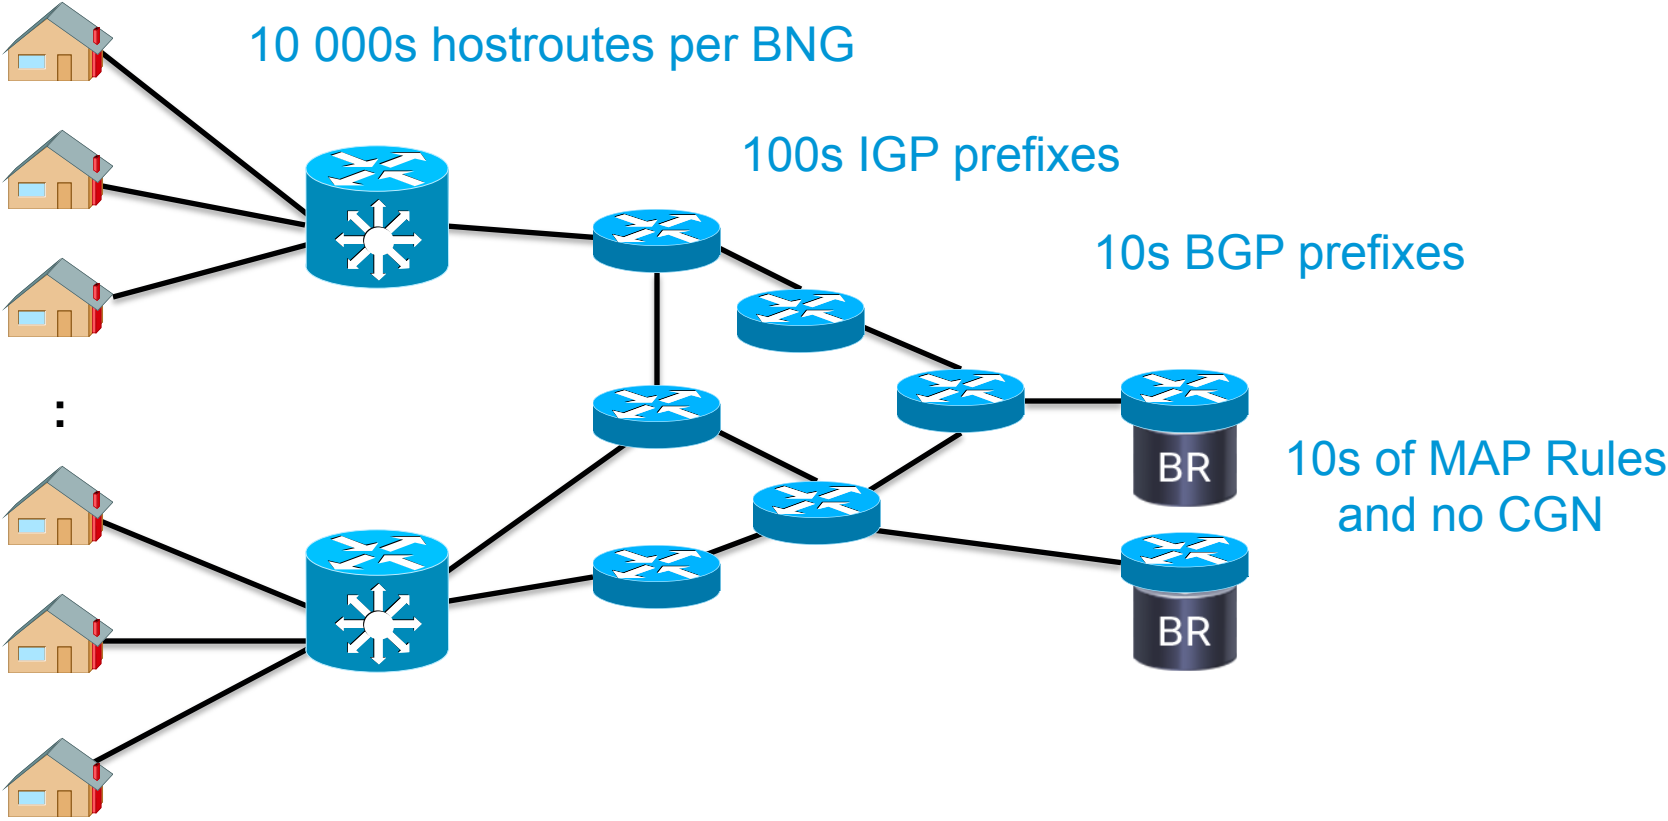 10 000s hostroutes per BNG
100s IGP prefixes
10s BGP prefixes
:
BR
10s of MAP Rules
and no CGN
BR